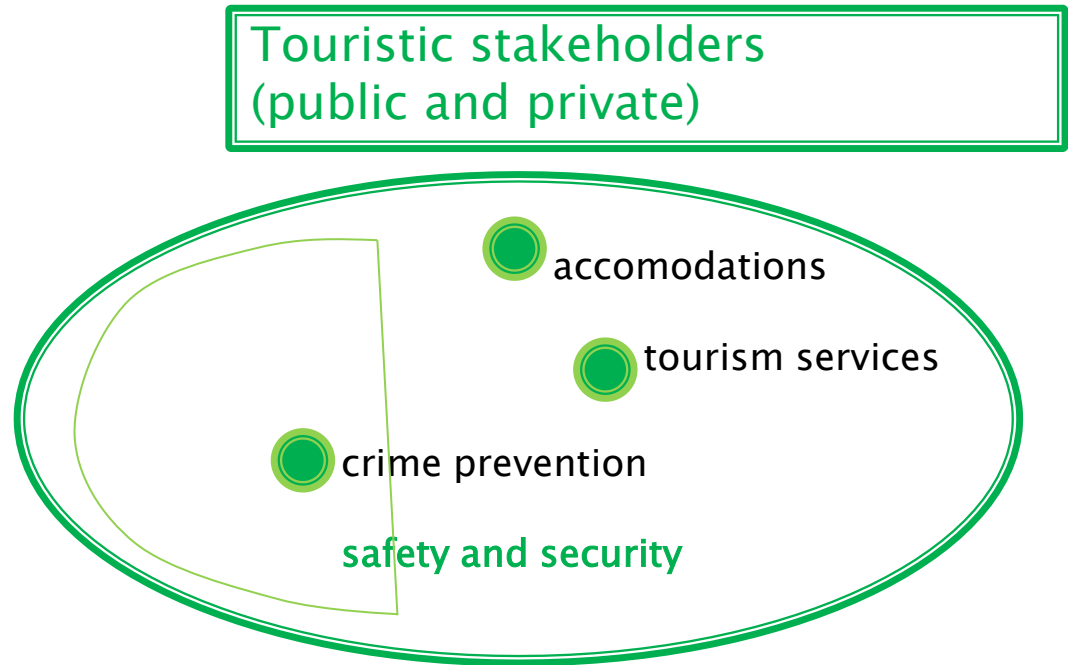 Touristic stakeholders
(public and private)
accomodations
tourism services
crime prevention
safety and security